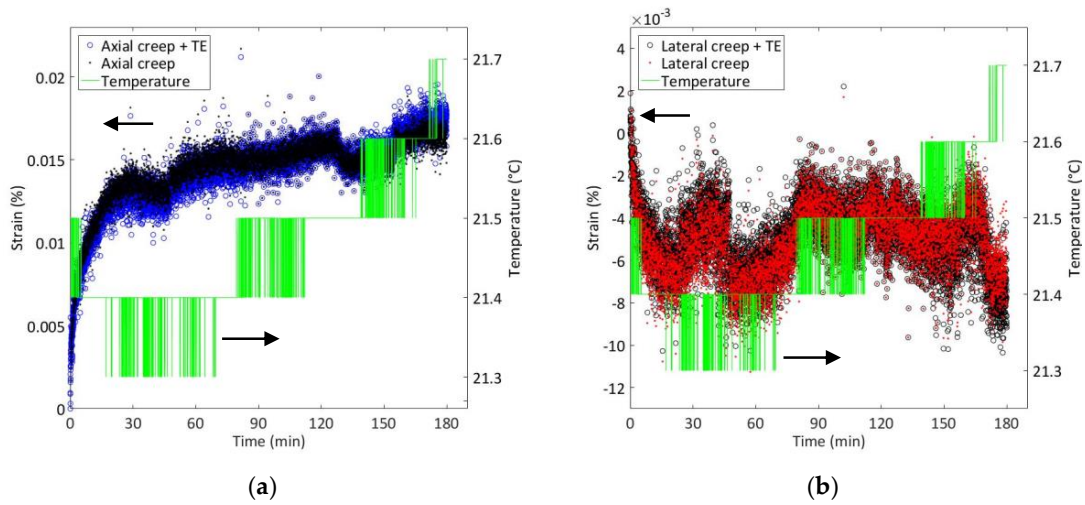 Axial creep + TE
Axial creep
Temperature
0.02
0.015
0.01
0.005
0
Strain (%)
0
30
60
90
120
150
180
Time (min)
21.7
21.6
21.5
21.4
21.3
Temperature (°C)
(a)
×10⁻³
Lateral creep + TE
Lateral creep
Temperature
4
2
0
-2
-4
-6
-8
-10
-12
Strain (%)
0
30
60
90
120
150
180
Time (min)
21.7
21.6
21.5
21.4
21.3
Temperature (°C)
(b)